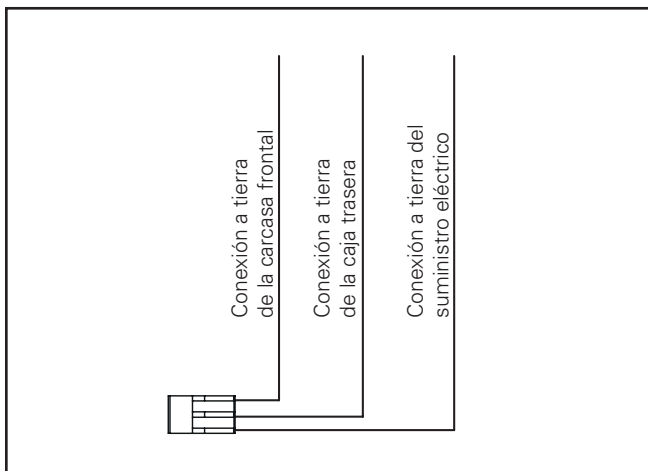 Conexión a tierra
de la carcasa frontal
Conexión a tierra
de la caja trasera
Conexión a tierra del
suministro eléctrico